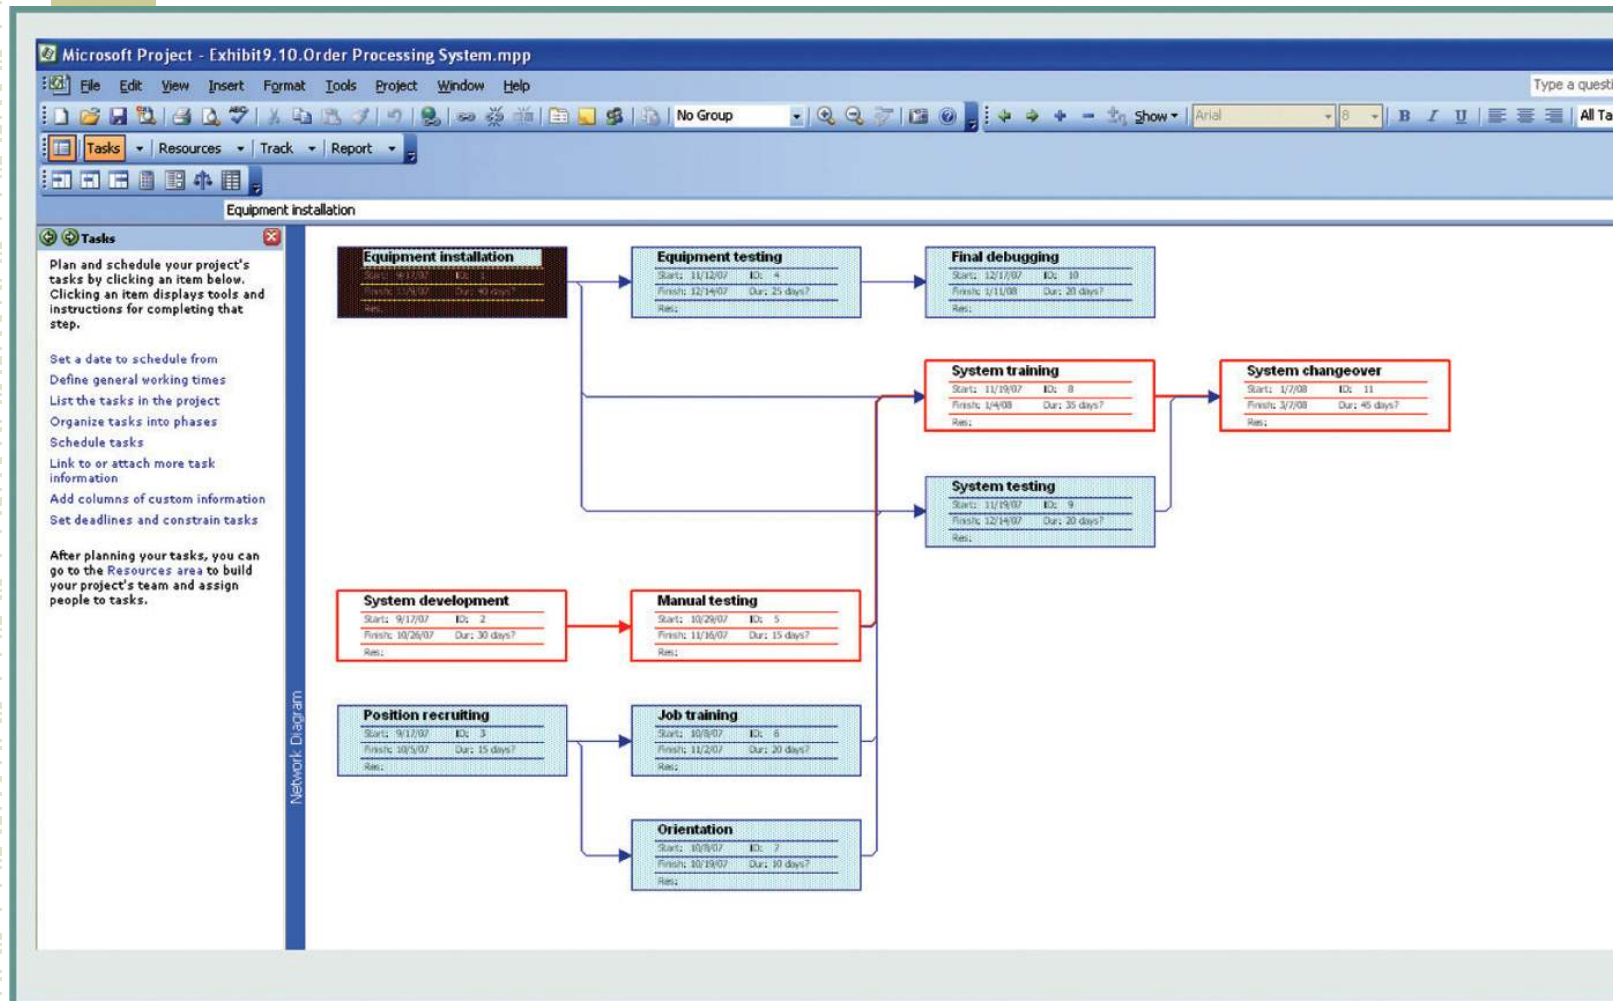 Microsoft Project - Exhibit9.10.Order Processing System.mpp
File Edit View Insert Format Tools Project Window Help
Type a questi
No Group
Show
Arial
8
B I U
All Ta
Tasks Resources Track Report
Equipment installation
Tasks
Plan and schedule your project's
tasks by clicking an item below.
Clicking an item displays tools and
instructions for completing that
step.
Set a date to schedule from
Define general working times
List the tasks in the project
Organize tasks into phases
Schedule tasks
Link to or attach more task
information
Add columns of custom information
Set deadlines and constrain tasks
After planning your tasks, you can
go to the Resources area to build
your project's team and assign
people to tasks.
Network Diagram
Equipment installation
Start: 9/17/07 ID: 1
Finish: 11/9/07 Dur: 40 days?
Res:
Equipment testing
Start: 11/12/07 ID: 4
Finish: 12/14/07 Dur: 25 days?
Res:
Final debugging
Start: 12/17/07 ID: 10
Finish: 1/11/08 Dur: 20 days?
Res:
System training
Start: 11/19/07 ID: 8
Finish: 1/4/08 Dur: 35 days?
Res:
System changeover
Start: 1/7/08 ID: 11
Finish: 3/7/08 Dur: 45 days?
Res:
System testing
Start: 11/19/07 ID: 9
Finish: 12/14/07 Dur: 20 days?
Res:
System development
Start: 9/17/07 ID: 2
Finish: 10/26/07 Dur: 30 days?
Res:
Manual testing
Start: 10/29/07 ID: 5
Finish: 11/16/07 Dur: 15 days?
Res:
Position recruiting
Start: 9/17/07 ID: 3
Finish: 10/5/07 Dur: 15 days?
Res:
Job training
Start: 10/8/07 ID: 6
Finish: 11/2/07 Dur: 20 days?
Res:
Orientation
Start: 10/8/07 ID: 7
Finish: 10/19/07 Dur: 10 days?
Res: